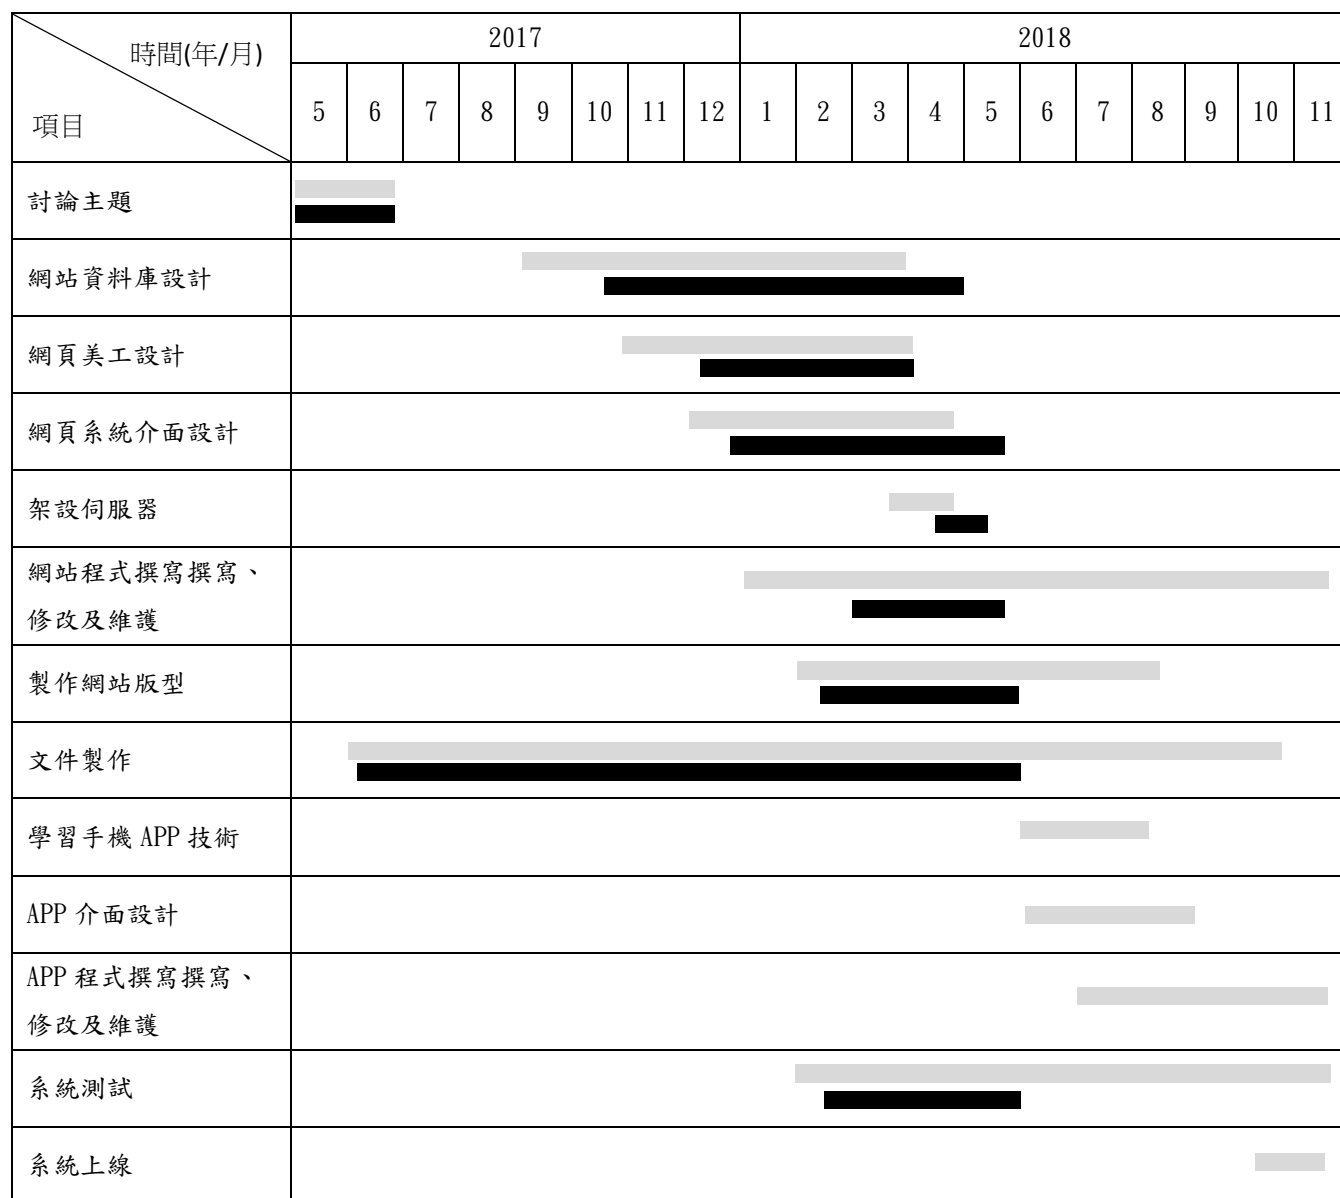 時間(年/月)
2017
2018
項目
5 6 7 8 9 10 11 12 1 2 3 4 5 6 7 8 9 10 11
討論主題
網站資料庫設計
網頁美工設計
網頁系統介面設計
架設伺服器
網站程式撰寫撰寫、
修改及維護
製作網站版型
文件製作
學習手機 APP 技術
APP 介面設計
APP 程式撰寫撰寫、
修改及維護
系統測試
系統上線